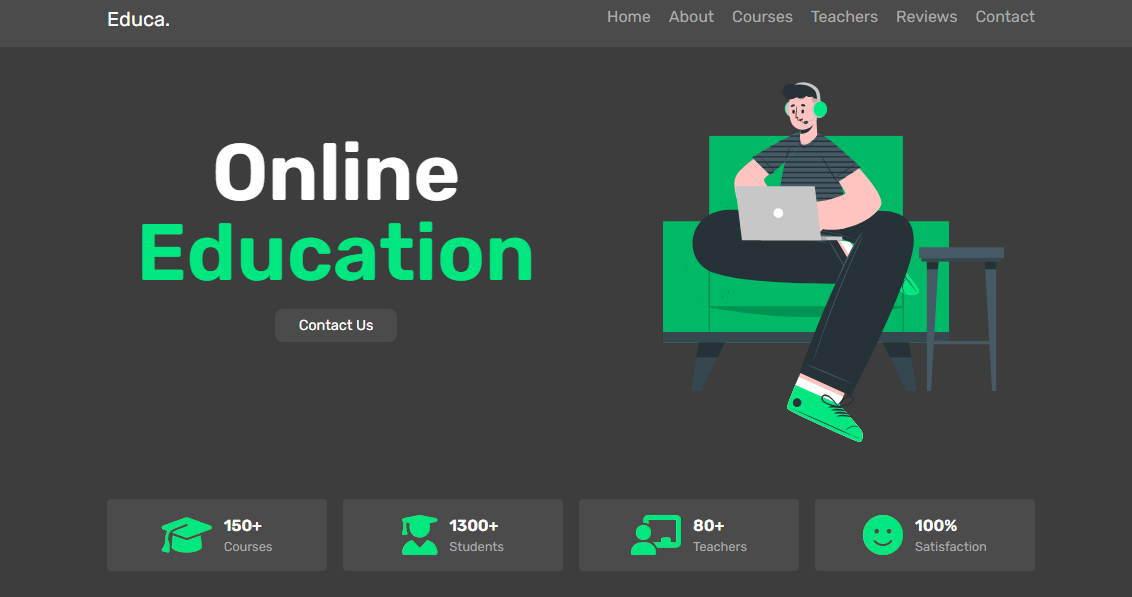 Educa.
Home About Courses Teachers Reviews Contact
Online
Education
Contact Us
150+
Courses
1300+
Students
80+
Teachers
100%
Satisfaction